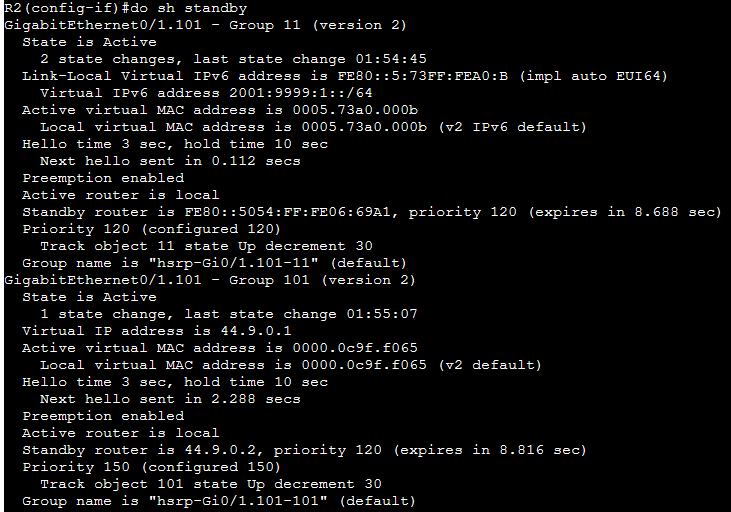 R2(config-if)#do sh standby
GigabitEthernet0/1.101 - Group 11 (version 2)
  State is Active
    2 state changes, last state change 01:54:45
  Link-Local Virtual IPv6 address is FE80::5:73FF:FEA0:B (impl auto EUI64)
    Virtual IPv6 address 2001:9999:1::/64
  Active virtual MAC address is 0005.73a0.000b
    Local virtual MAC address is 0005.73a0.000b (v2 IPv6 default)
  Hello time 3 sec, hold time 10 sec
    Next hello sent in 0.112 secs
  Preemption enabled
  Active router is local
  Standby router is FE80::5054:FF:FE06:69A1, priority 120 (expires in 8.688 sec)
  Priority 120 (configured 120)
    Track object 11 state Up decrement 30
  Group name is "hsrp-Gi0/1.101-11" (default)
GigabitEthernet0/1.101 - Group 101 (version 2)
  State is Active
    1 state change, last state change 01:55:07
  Virtual IP address is 44.9.0.1
  Active virtual MAC address is 0000.0c9f.f065
    Local virtual MAC address is 0000.0c9f.f065 (v2 default)
  Hello time 3 sec, hold time 10 sec
    Next hello sent in 2.288 secs
  Preemption enabled
  Active router is local
  Standby router is 44.9.0.2, priority 120 (expires in 8.816 sec)
  Priority 150 (configured 150)
    Track object 101 state Up decrement 30
  Group name is "hsrp-Gi0/1.101-101" (default)